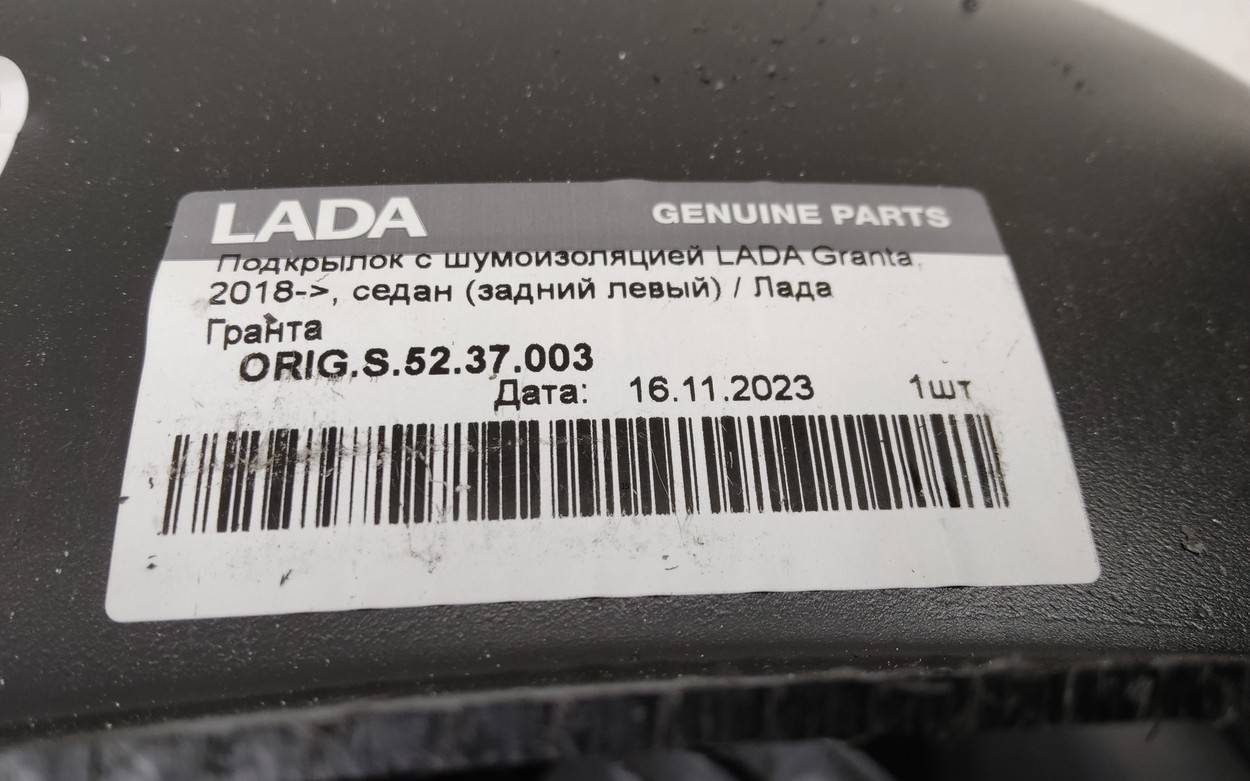 LADA GENUINE PARTS
Подкрылок с шумоизоляцией LADA Granta,
2018->, седан (задний левый) / Лада
Гранта
ORIG.S.52.37.003
Дата: 16.11.2023 1шт